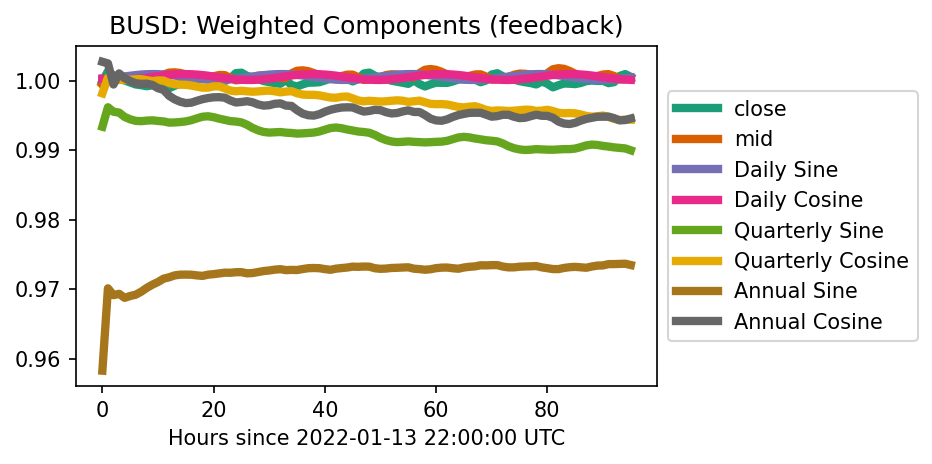 BUSD: Weighted Components (feedback)
1.00
0.99
0.98
0.97
0.96
0
20
40
60
80
Hours since 2022-01-13 22:00:00 UTC
close
mid
Daily Sine
Daily Cosine
Quarterly Sine
Quarterly Cosine
Annual Sine
Annual Cosine